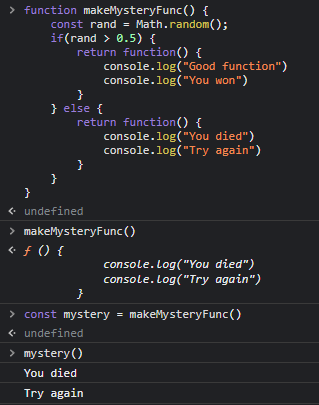 function makeMysteryFunc() {
const rand = Math.random();
if(rand > 0.5) {
return function() {
console.log("Good function")
console.log("You won")
}
} else {
return function() {
console.log("You died")
console.log("Try again")
}
}
}
undefined
makeMysteryFunc()
ƒ () {
console.log("You died")
console.log("Try again")
}
const mystery = makeMysteryFunc()
undefined
mystery()
You died
Try again